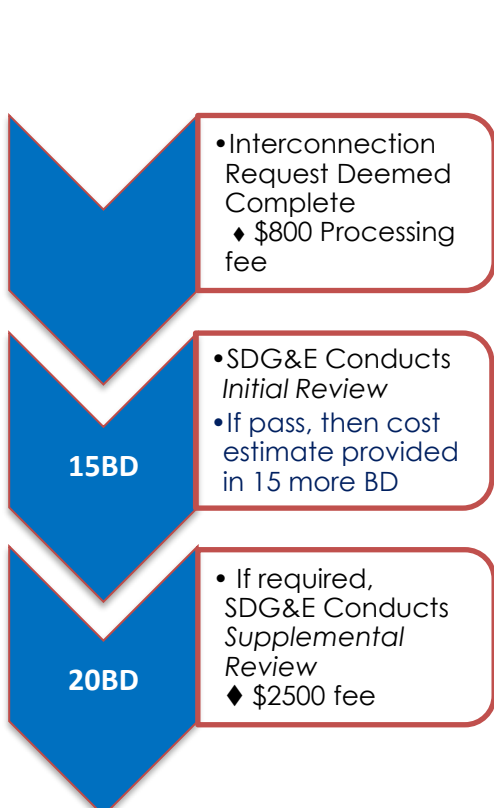 •Interconnection
Request Deemed
Complete
♦ $800 Processing
fee
15BD
•SDG&E Conducts
Initial Review
•If pass, then cost
estimate provided
in 15 more BD
20BD
• If required,
SDG&E Conducts
Supplemental
Review
♦ $2500 fee